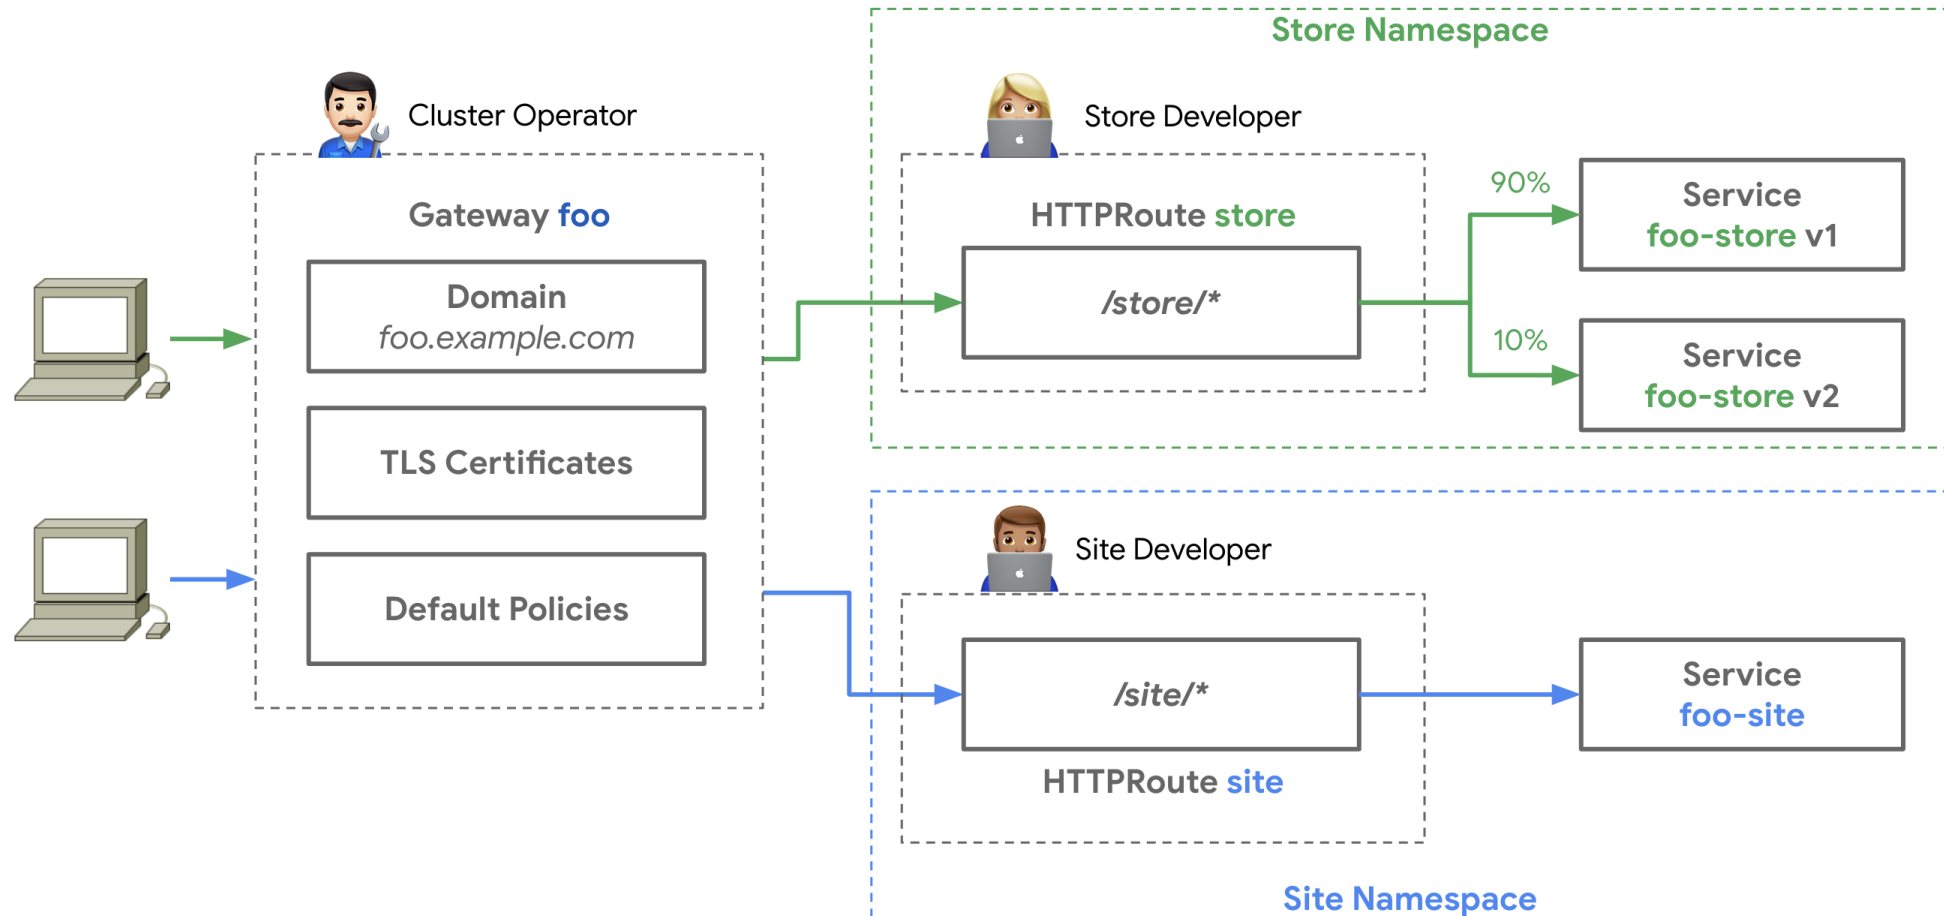 Store Namespace
Cluster Operator
Store Developer
Gateway foo
Domain
foo.example.com
TLS Certificates
Default Policies
HTTPRoute store
/store/*
90%
Service
foo-store v1
10%
Service
foo-store v2
Site Developer
/site/*
HTTPRoute site
Service
foo-site
Site Namespace